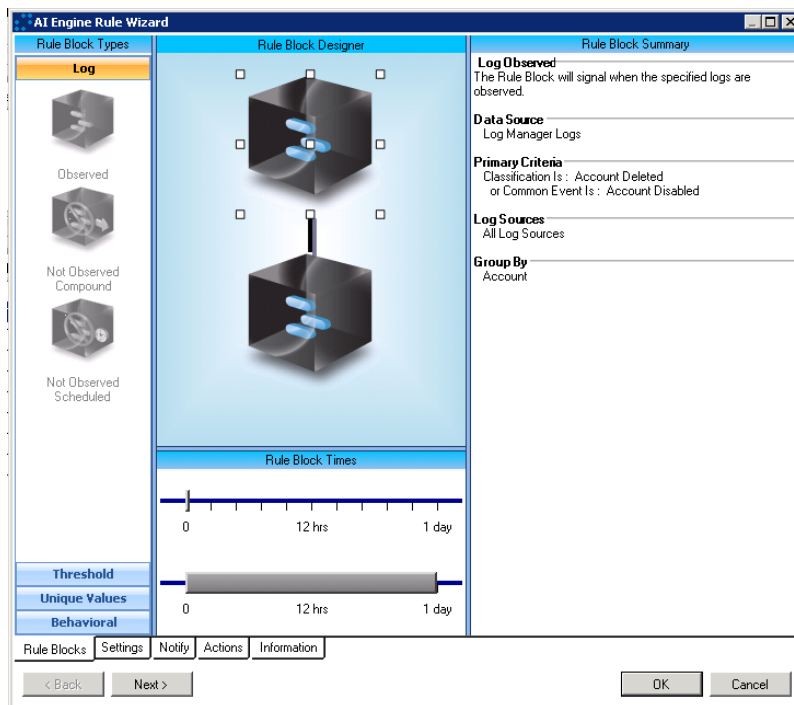 AI Engine Rule Wizard
Rule Block Types
Log
Observed
Not Observed
Compound
Not Observed
Scheduled
Threshold
Unique Values
Behavioral
Rule Block Designer
Rule Block Times
0 12 hrs 1 day
0 12 hrs 1 day
Rule Block Summary
Log Observed
The Rule Block will signal when the specified logs are
observed.
Data Source
Log Manager Logs
Primary Criteria
Classification Is : Account Deleted
or Common Event Is : Account Disabled
Log Sources
All Log Sources
Group By
Account
Rule Blocks Settings Notify Actions Information
< Back Next > OK Cancel